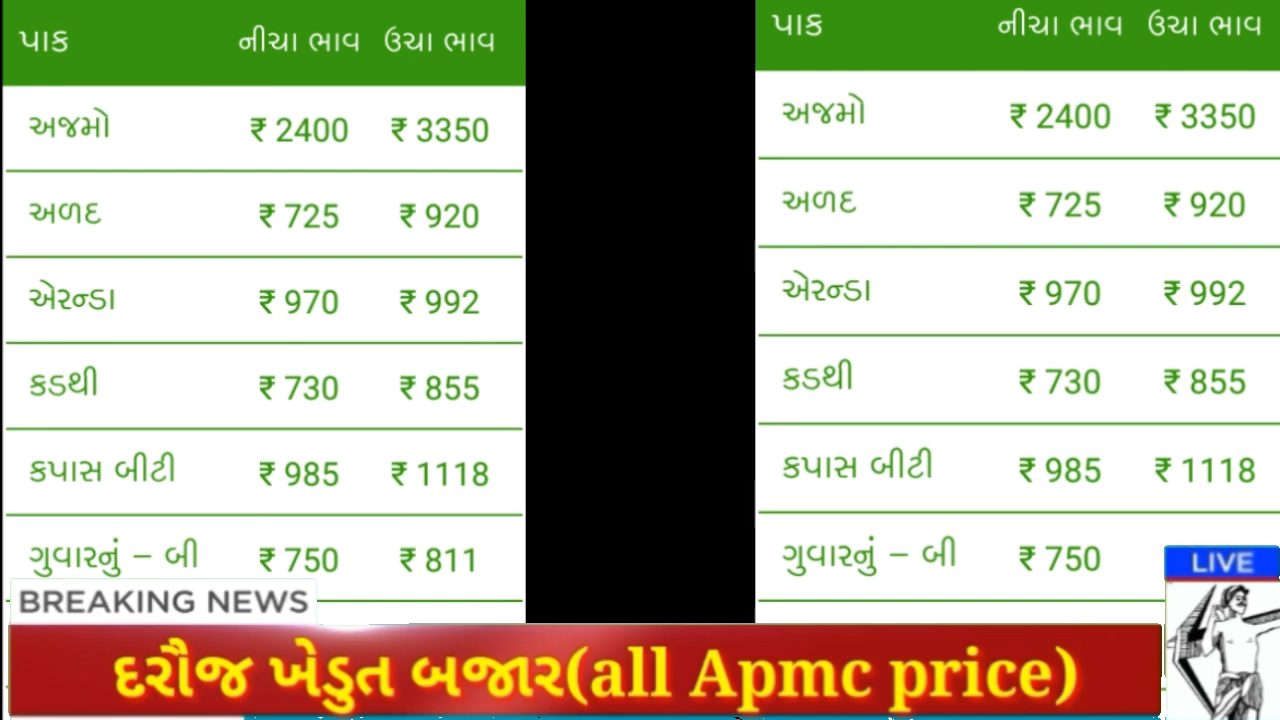 પાક નીચા ભાવ ઉચા ભાવ
અજમો ₹ 2400 ₹ 3350
અળદ ₹ 725 ₹ 920
એરન્ડા ₹ 970 ₹ 992
કડથી ₹ 730 ₹ 855
કપાસ બીટી ₹ 985 ₹ 1118
ગુવારનું – બી ₹ 750 ₹ 811
પાક નીચા ભાવ ઉચા ભાવ
અજમો ₹ 2400 ₹ 3350
અળદ ₹ 725 ₹ 920
એરન્ડા ₹ 970 ₹ 992
કડથી ₹ 730 ₹ 855
કપાસ બીટી ₹ 985 ₹ 1118
ગુવારનું – બી ₹ 750
LIVE
BREAKING NEWS
દરૌજ ખેડુત બજાર(all Apmc price)